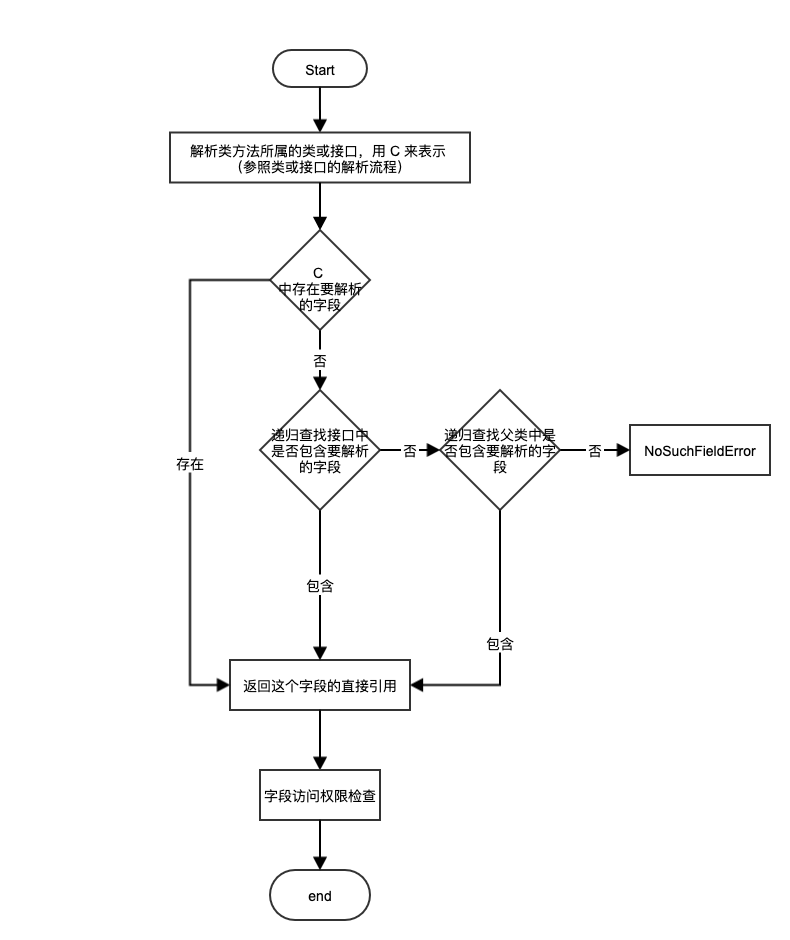 Start
解析类方法所属的类或接口，用 C 来表示
（参照类或接口的解析流程）
C
中存在要解析
的字段
否
递归查找接口中
是否包含要解析
的字段
否
递归查找父类中是
否包含要解析的字
段
否
NoSuchFieldError
存在
包含
包含
返回这个字段的直接引用
字段访问权限检查
end